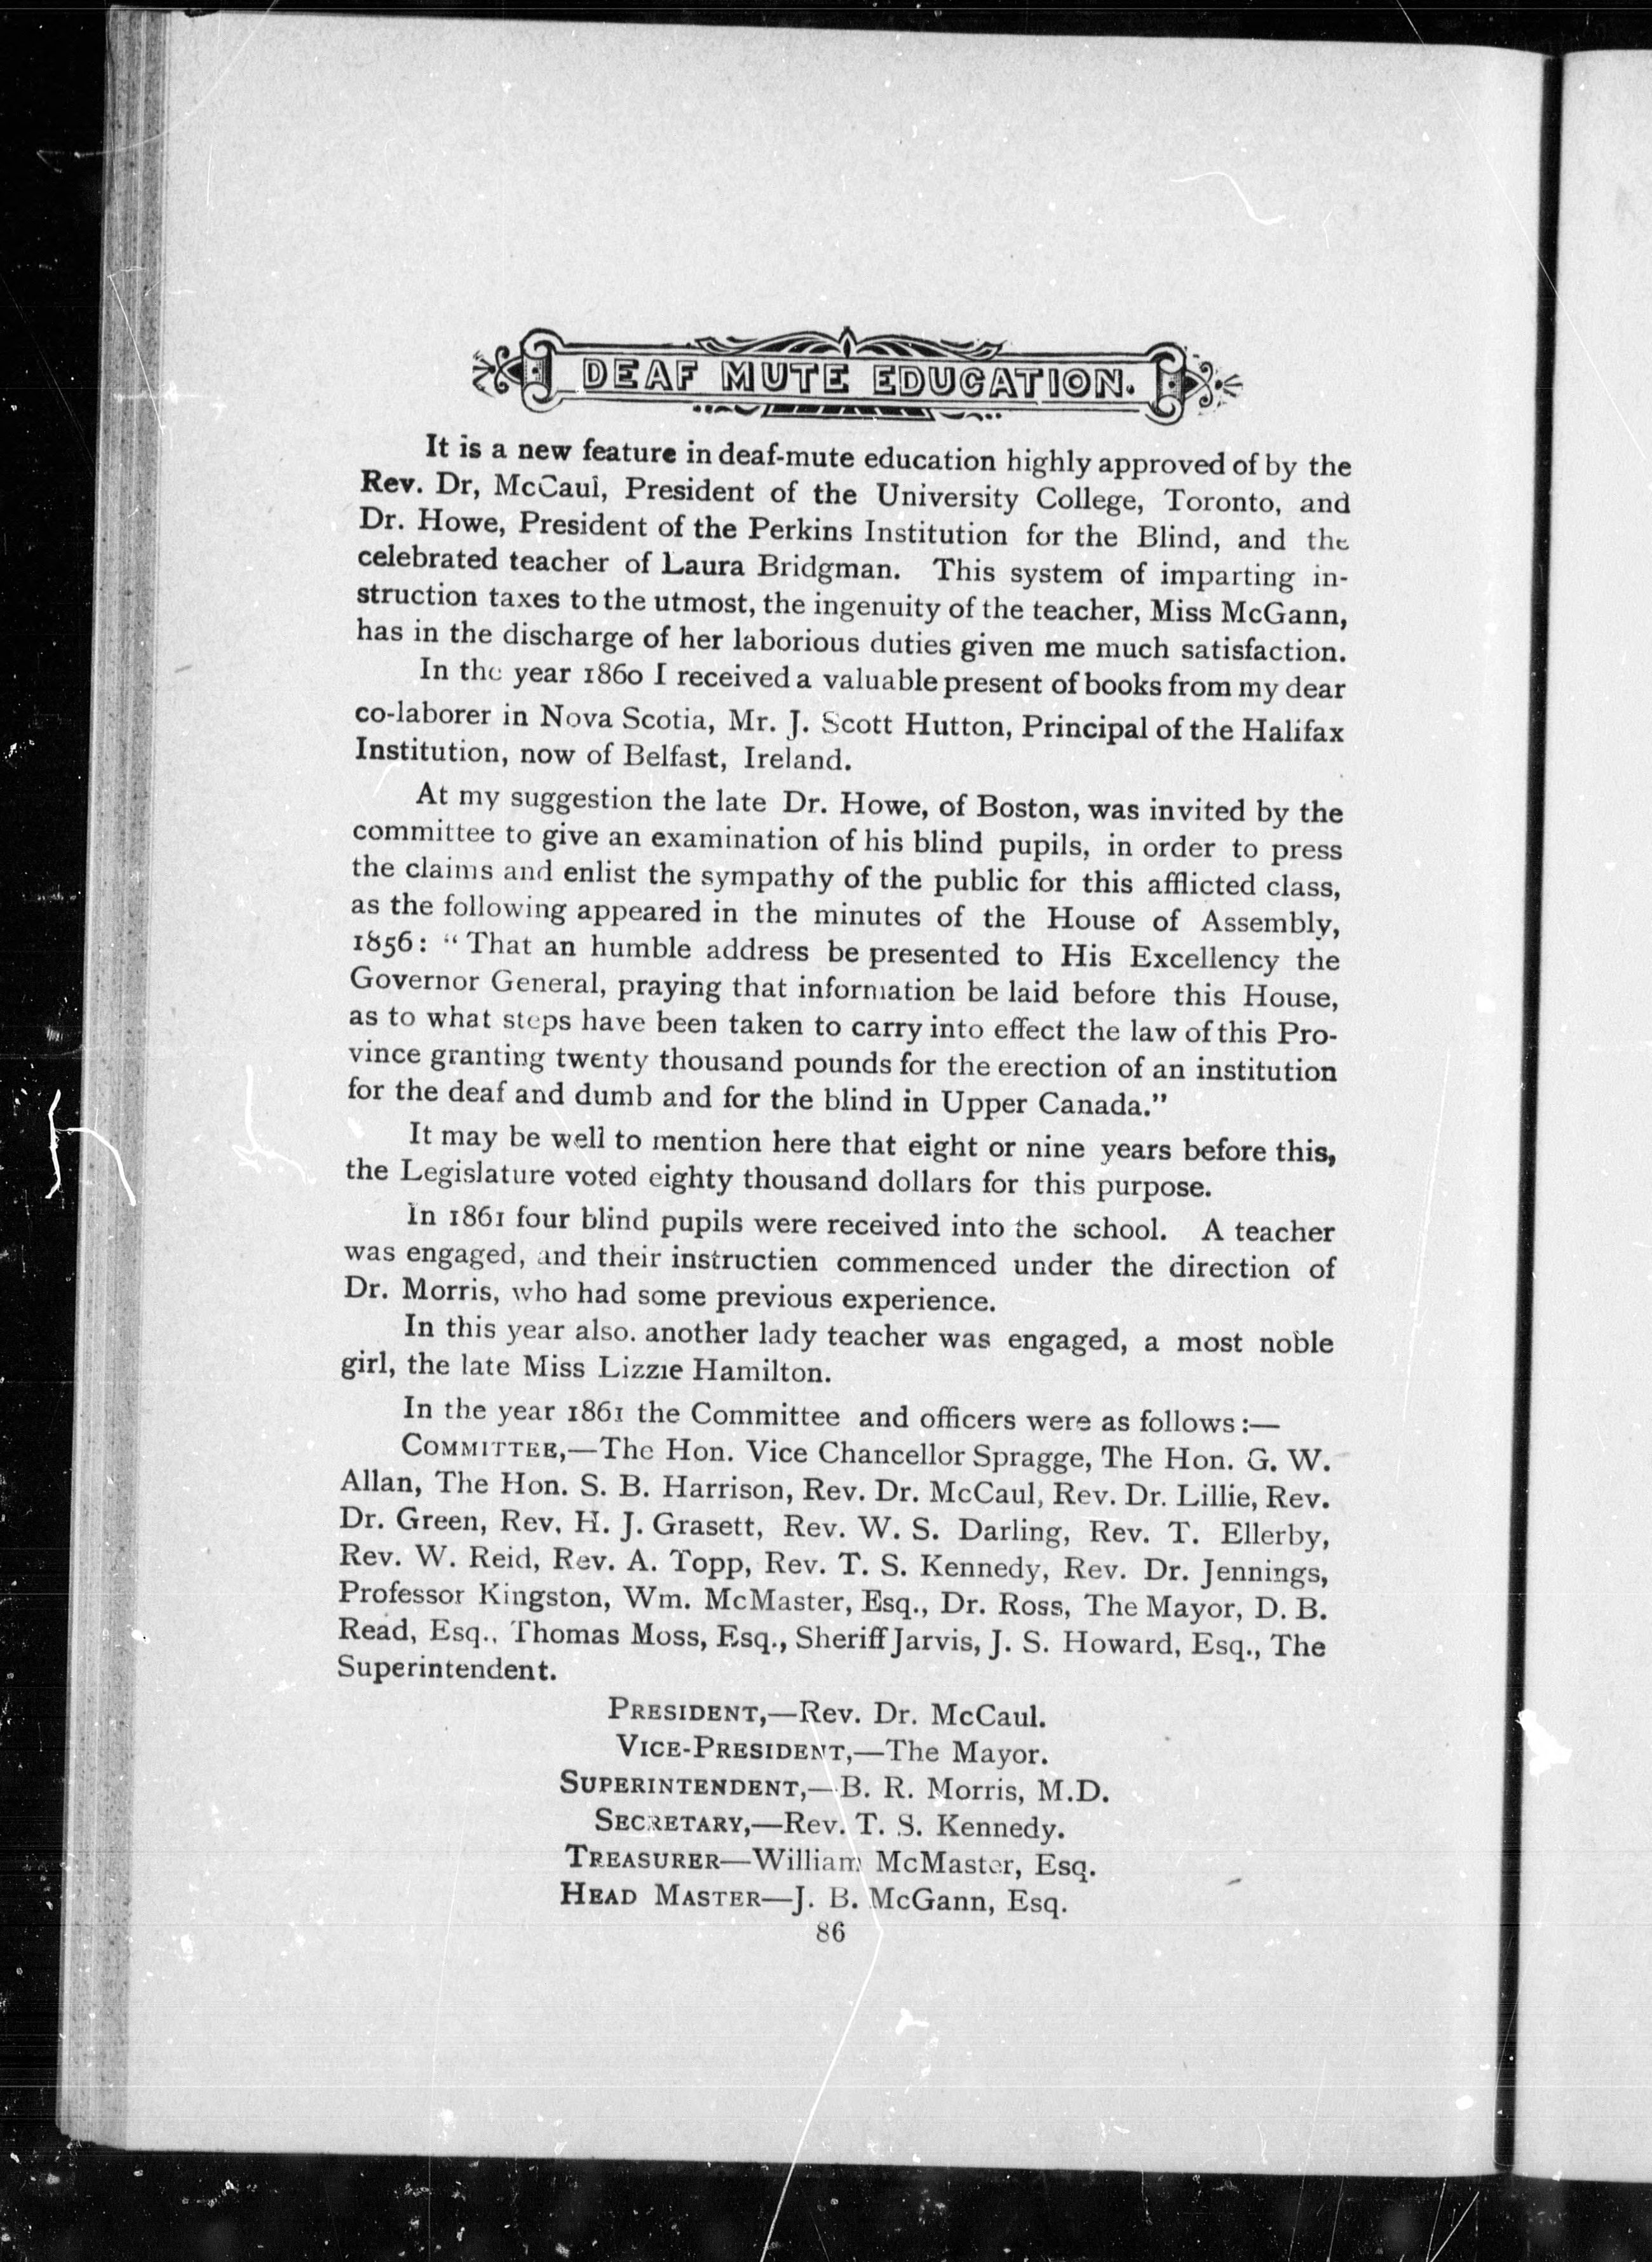 DEAF MUTE EDUCATION.
It is a new feature in deaf-mute education highly approved of by the
Rev. Dr, McCaul, President of the University College, Toronto, and
Dr. Howe, President of the Perkins Institution for the Blind, and the
celebrated teacher of Laura Bridgman. This system of imparting in-
struction taxes to the utmost, the ingenuity of the teacher, Miss McGann,
has in the discharge of her laborious duties given me much satisfaction.
In the year 1860 I received a valuable present of books from my dear
co-laborer in Nova Scotia, Mr. J. Scott Hutton, Principal of the Halifax
Institution, now of Belfast, Ireland.
At my suggestion the late Dr. Howe, of Boston, was invited by the
committee to give an examination of his blind pupils, in order to press
the claims and enlist the sympathy of the public for this afflicted class,
as the following appeared in the minutes of the House of Assembly,
1856: “That an humble address be presented to His Excellency the
Governor General, praying that information be laid before this House,
as to what steps have been taken to carry into effect the law of this Pro-
vince granting twenty thousand pounds for the erection of an institution
for the deaf and dumb and for the blind in Upper Canada.”
It may be well to mention here that eight or nine years before this,
the Legislature voted eighty thousand dollars for this purpose.
In 1861 four blind pupils were received into the school. A teacher
was engaged, and their instructien commenced under the direction of
Dr. Morris, who had some previous experience.
In this year also. another lady teacher was engaged, a most noble
girl, the late Miss Lizzie Hamilton.
In the year 1861 the Committee and officers were as follows:—
COMMITTEE,—The Hon. Vice Chancellor Spragge, The Hon. G. W.
Allan, The Hon. S. B. Harrison, Rev. Dr. McCaul, Rev. Dr. Lillie, Rev.
Dr. Green, Rev, H. J. Grasett, Rev. W. S. Darling, Rev. T. Ellerby,
Rev. W. Reid, Rev. A. Topp, Rev. T. S. Kennedy, Rev. Dr. Jennings,
Professor Kingston, Wm. McMaster, Esq., Dr. Ross, The Mayor, D. B.
Read, Esq., Thomas Moss, Esq., Sheriff Jarvis, J. S. Howard, Esq., The
Superintendent.
PRESIDENT,—Rev. Dr. McCaul.
VICE-PRESIDENT,—The Mayor.
SUPERINTENDENT,—B. R. Morris, M.D.
SECRETARY,—Rev. T. S. Kennedy.
TREASURER—William McMaster, Esq.
HEAD MASTER—J. B. McGann, Esq.
86